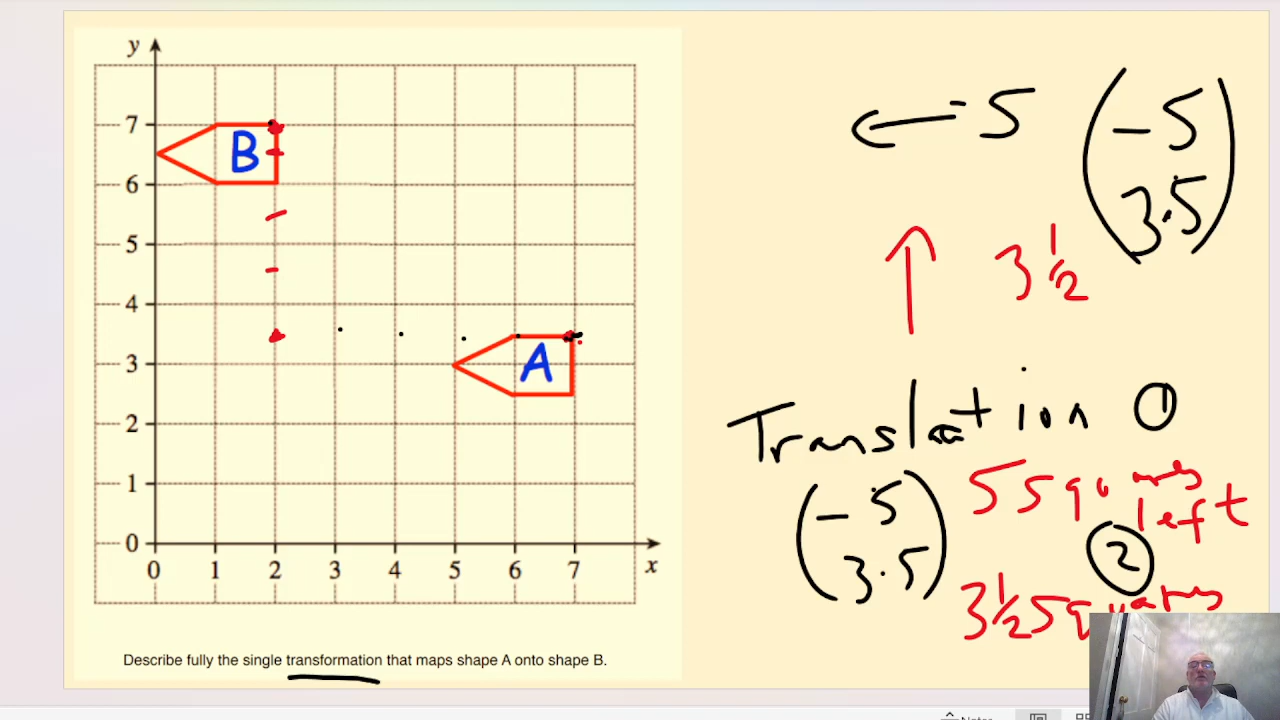 y
7
6
5
4
3
2
1
0
B
A
0 1 2 3 4 5 6 7 x
Describe fully the single transformation that maps shape A onto shape B.
5
-5
3.5
3 1/2
Translation 1
-5
3.5
5 squares
left
2
3 1/2 squares